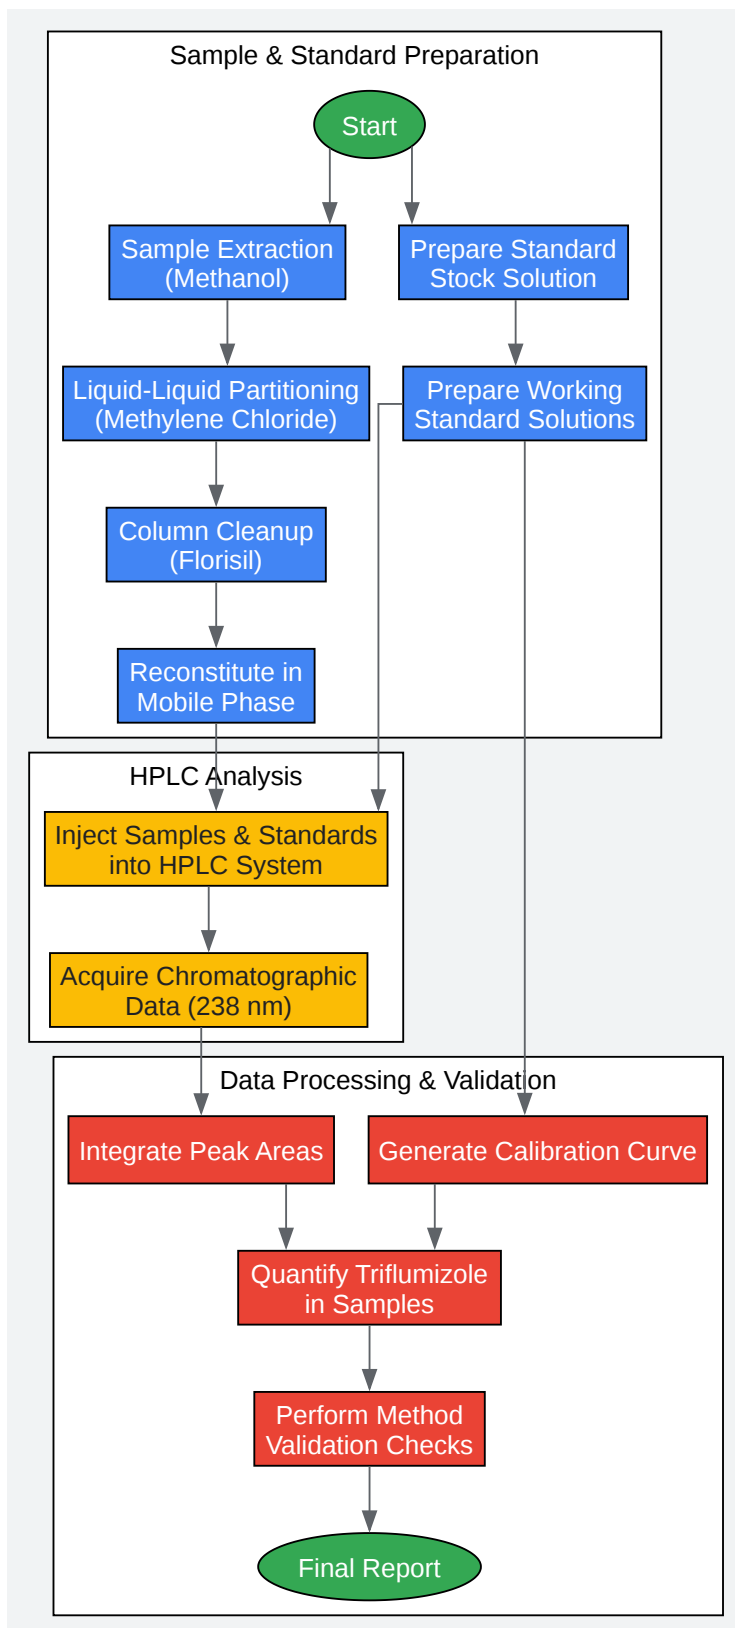 Sample & Standard Preparation
Start
Sample Extraction
(Methanol)
Prepare Standard
Stock Solution
Liquid-Liquid Partitioning
(Methylene Chloride)
Prepare Working
Standard Solutions
Column Cleanup
(Florisil)
Reconstitute in
Mobile Phase
HPLC Analysis
Inject Samples & Standards
into HPLC System
Acquire Chromatographic
Data (238 nm)
Data Processing & Validation
Integrate Peak Areas
Generate Calibration Curve
Quantify Triflumizole
in Samples
Perform Method
Validation Checks
Final Report